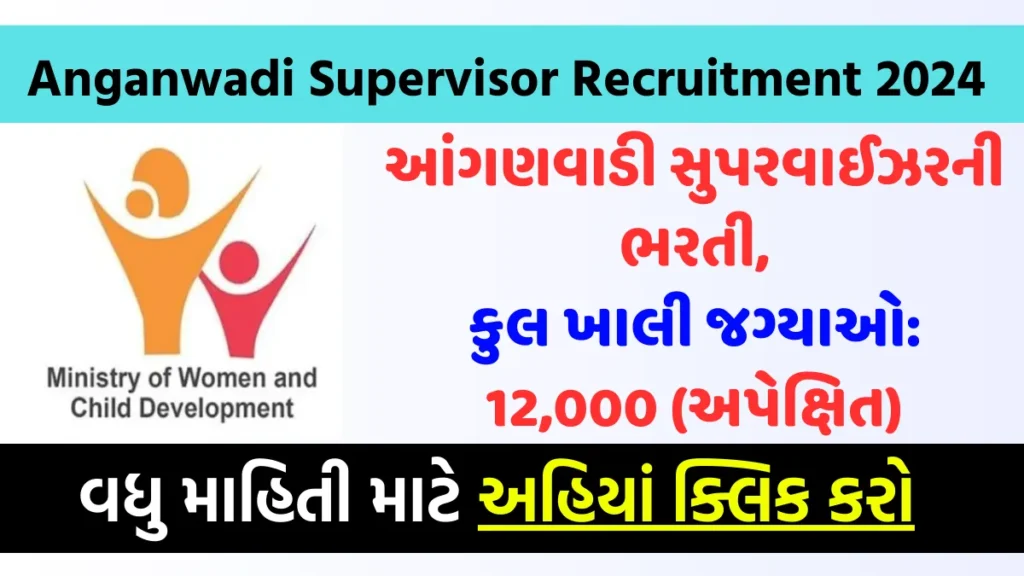 Anganwadi Supervisor Recruitment 2024
આંગણવાડી સુપરવાઈઝરની
ભરતી,
કુલ ખાલી જગ્યાઓ:
12,000 (અપેક્ષિત)
Ministry of Women and
Child Development
વધુ માહિતી માટે અહિયાં ક્લિક કરો